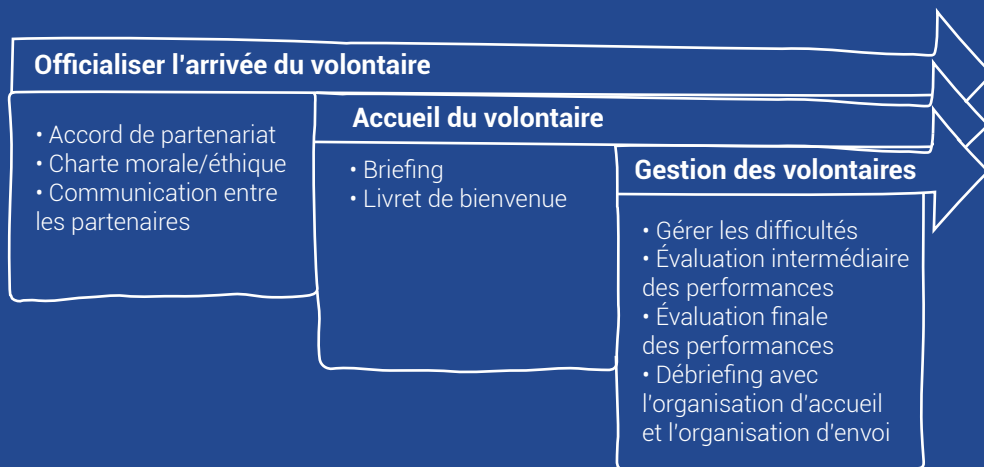 Officialiser l'arrivée du volontaire
• Accord de partenariat
• Charte morale/éthique
• Communication entre
les partenaires
Accueil du volontaire
• Briefing
• Livret de bienvenue
Gestion des volontaires
• Gérer les difficultés
• Évaluation intermédiaire
des performances
• Évaluation finale
des performances
• Débriefing avec
l'organisation d'accueil
et l'organisation d'envoi